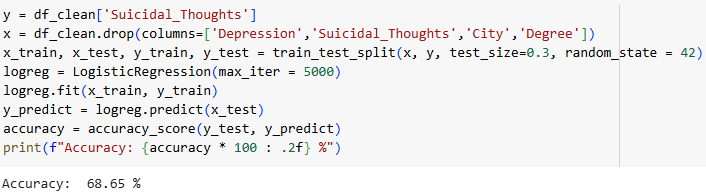 y = df_clean['Suicidal_Thoughts']
x = df_clean.drop(columns=['Depression','Suicidal_Thoughts','City','Degree'])
x_train, x_test, y_train, y_test = train_test_split(x, y, test_size=0.3, random_state = 42)
logreg = LogisticRegression(max_iter = 5000)
logreg.fit(x_train, y_train)
y_predict = logreg.predict(x_test)
accuracy = accuracy_score(y_test, y_predict)
print(f"Accuracy: {accuracy * 100 : .2f} %")
Accuracy:  68.65 %